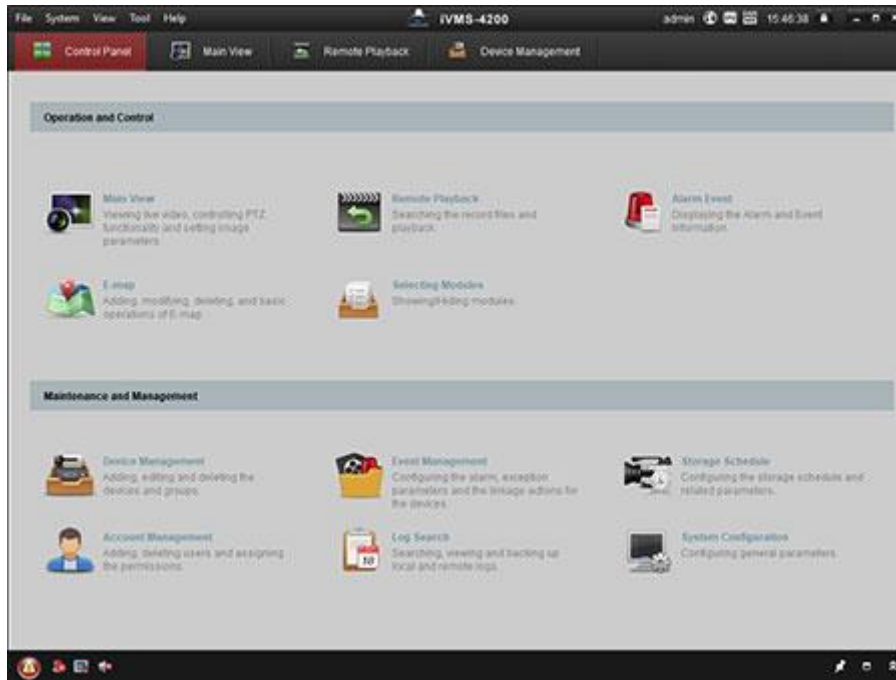 File System View Tool Help iVMS-4200 admin 15:46:38
Control Panel Main View Remote Playback Device Management
Operation and Control
Main View
Viewing live video, controlling PTZ
functionality and setting image
parameters.
Remote Playback
Searching the record files and
playback.
Alarm Event
Displaying the Alarm and Event
information.
E-map
Adding, modifying, deleting, and basic
operations of E-map.
Selecting Modules
Showing/Hiding modules.
Maintenance and Management
Device Management
Adding, editing and deleting the
devices and groups.
Event Management
Configuring the alarm, exception
parameters and the linkage actions for
the devices.
Storage Schedule
Configuring the storage schedule and
related parameters.
Account Management
Adding, deleting users and assigning
the permissions.
Log Search
Searching, viewing and backing up
local and remote logs.
System Configuration
Configuring general parameters.